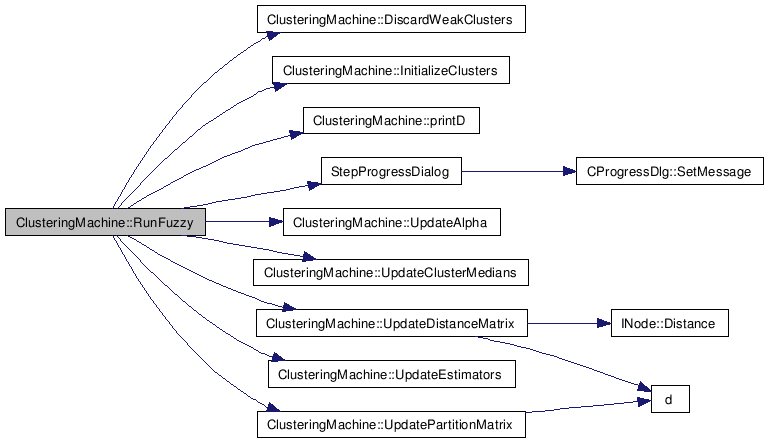 ClusteringMachine::DiscardWeakClusters
ClusteringMachine::InitializeClusters
ClusteringMachine::printD
StepProgressDialog
CProgressDlg::SetMessage
ClusteringMachine::RunFuzzy
ClusteringMachine::UpdateAlpha
ClusteringMachine::UpdateClusterMedians
ClusteringMachine::UpdateDistanceMatrix
INode::Distance
ClusteringMachine::UpdateEstimators
d
ClusteringMachine::UpdatePartitionMatrix